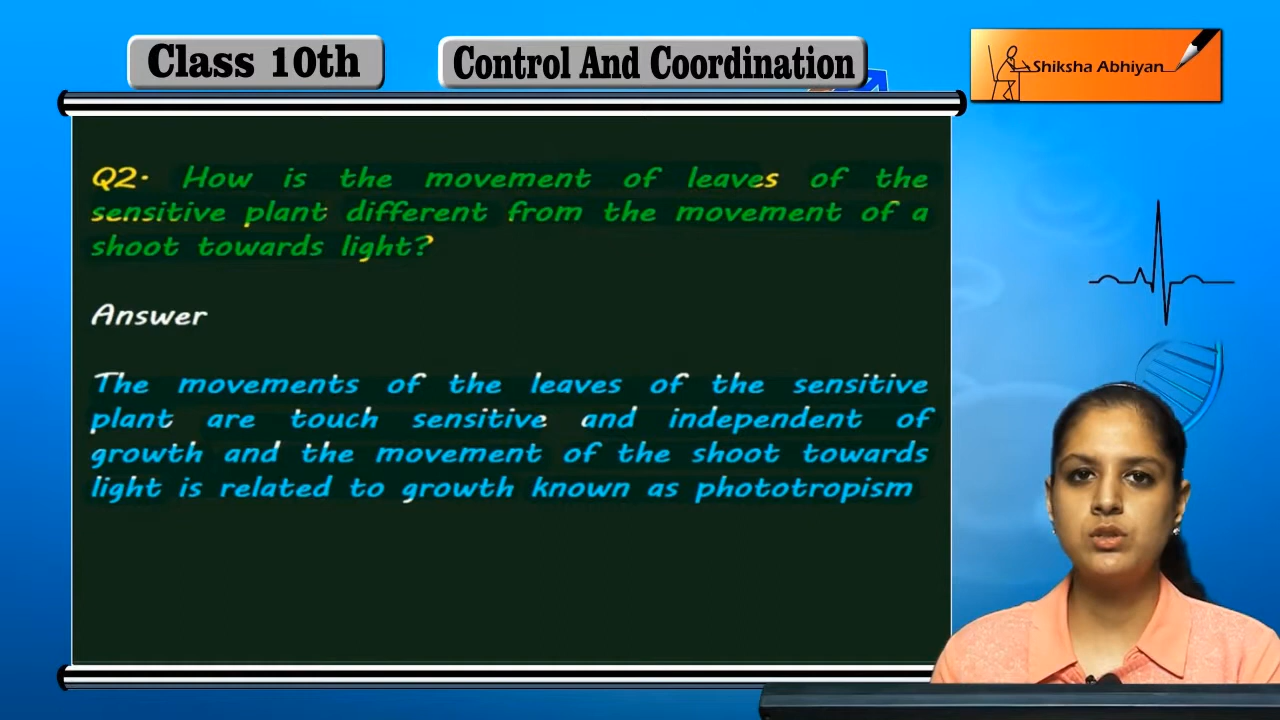 Class 10th
Control And Coordination
Shiksha Abhiyan
Q2. How is the movement of leaves of the
sensitive plant different from the movement of a
shoot towards light?
Answer
The movements of the leaves of the sensitive
plant are touch sensitive and independent of
growth and the movement of the shoot towards
light is related to growth known as phototropism